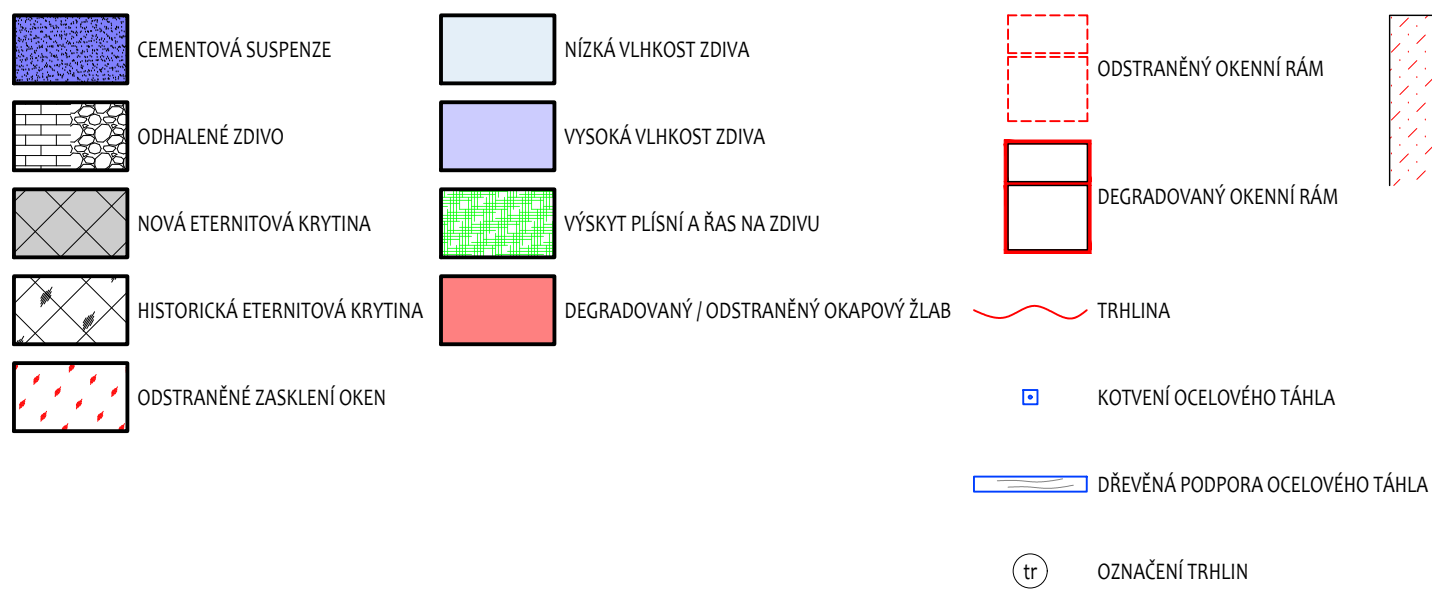 CEMENTOVÁ SUSPENZE
ODHALENÉ ZDIVO
NOVÁ ETERNITOVÁ KRYTINA
HISTORICKÁ ETERNITOVÁ KRYTINA
ODSTRANĚNÉ ZASKLENÍ OKEN
NÍZKÁ VLHKOST ZDIVA
VYSOKÁ VLHKOST ZDIVA
VÝSKYT PLÍSNÍ A ŘAS NA ZDIVU
DEGRADOVANÝ / ODSTRANĚNÝ OKAPOVÝ ŽLAB
ODSTRANĚNÝ OKENNÍ RÁM
DEGRADOVANÝ OKENNÍ RÁM
TRHLINA
KOTVENÍ OCELOVÉHO TÁHLA
DŘEVĚNÁ PODPORA OCELOVÉHO TÁHLA
tr OZNAČENÍ TRHLIN